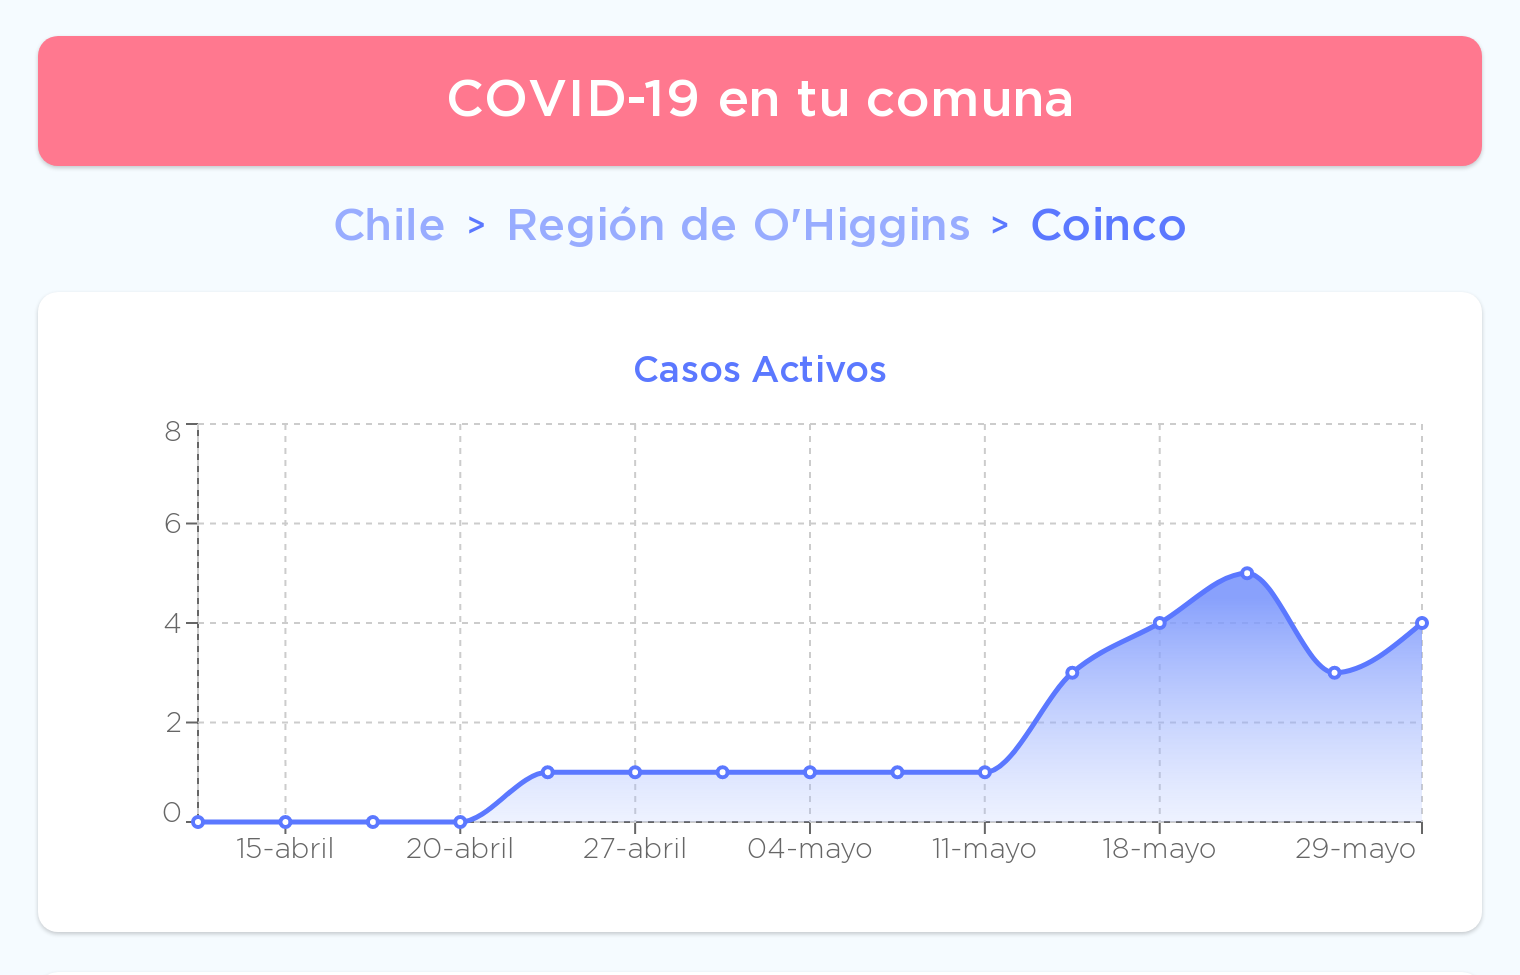 COVID-19 en tu comuna
Chile > Región de O'Higgins > Coinco
Casos Activos
8
6
4
2
0
15-abril 20-abril 27-abril 04-mayo 11-mayo 18-mayo 29-mayo